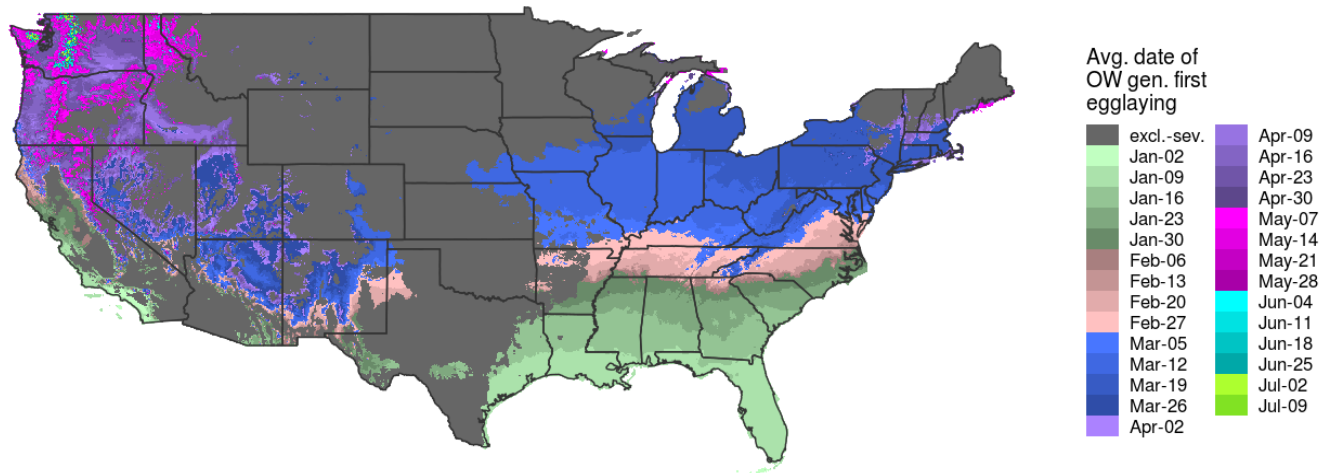 Avg. date of
OW gen. first
egglaying
excl.-sev.
Jan-02
Jan-09
Jan-16
Jan-23
Jan-30
Feb-06
Feb-13
Feb-20
Feb-27
Mar-05
Mar-12
Mar-19
Mar-26
Apr-02
Apr-09
Apr-16
Apr-23
Apr-30
May-07
May-14
May-21
May-28
Jun-04
Jun-11
Jun-18
Jun-25
Jul-02
Jul-09